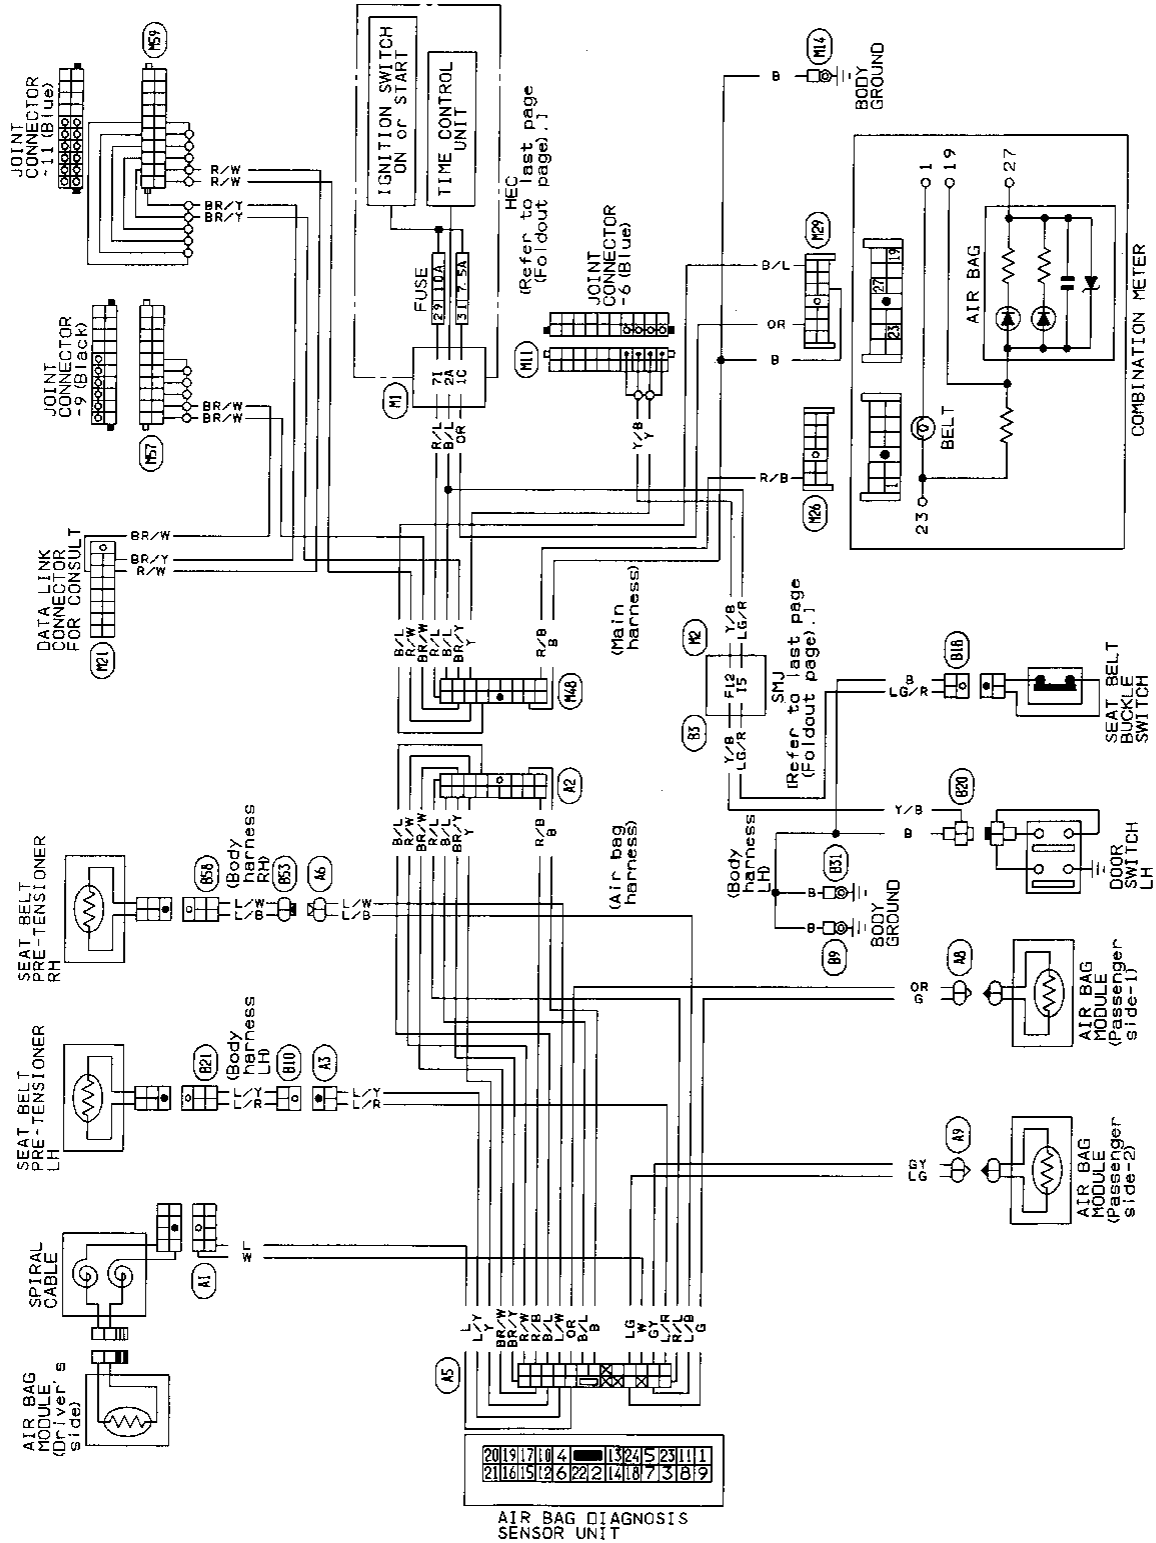 JOINT
CONNECTOR
-11 (Blue)
M59
R/W
R/W
BR/Y
BR/Y
IGNITION SWITCH
ON or START
TIME CONTROL
UNIT
HEC
(Refer to last page
(Foldout page).]
FUSE
29 10A
31 7.5A
7I
2A
1C
M1
R/L
B/L
OR
JOINT
CONNECTOR
-6 (Blue)
M11
Y/B
Y
JOINT
CONNECTOR
-9 (Black)
M57
BR/W
BR/W
DATA LINK
CONNECTOR
FOR CONSULT
M21
BR/W
BR/Y
R/W
B
M14
BODY
GROUND
B/L
OR
B
M29
R/B
M26
19
27
23
1
1
19
27
23
AIR BAG
BELT
COMBINATION METER
B/L
R/W
BR/W
R/L
B/L
BR/Y
Y
R/B
B
M48
(Main
harness)
M2
Y/B
LG/R
F12
I5
SMJ
[Refer to last page
(Foldout page).]
B3
Y/B
LG/R
B
LG/R
B18
SEAT BELT
BUCKLE
SWITCH
Y/B
B
B20
DOOR
SWITCH
LH
A2
B/L
R/W
BR/W
R/L
B/L
BR/Y
Y
R/B
B
(Air bag
harness)
(Body
harness
LH)
B
B31
B
B9
BODY
GROUND
SEAT BELT
PRE-TENSIONER
RH
B58
(Body
harness
RH)
L/W
L/B
B53
A6
L/W
L/B
SEAT BELT
PRE-TENSIONER
LH
B21
(Body
harness
LH)
L/Y
L/R
B10
A3
L/Y
L/R
OR
G
A8
AIR BAG
MODULE
(Passenger
side-1)
GY
LG
A9
AIR BAG
MODULE
(Passenger
side-2)
SPIRAL
CABLE
A1
L
W
AIR BAG
MODULE
(Driver's
side)
L
L/Y
Y
BR/W
BR/Y
R/W
R/B
B/L
L/W
OR
B/L
B
LG
W
GY
L/R
R/L
L/B
G
A5
20 19 17 10 4 13 24 5 23 11 1
21 16 15 12 6 22 2 14 18 7 3 8 9
AIR BAG DIAGNOSIS
SENSOR UNIT